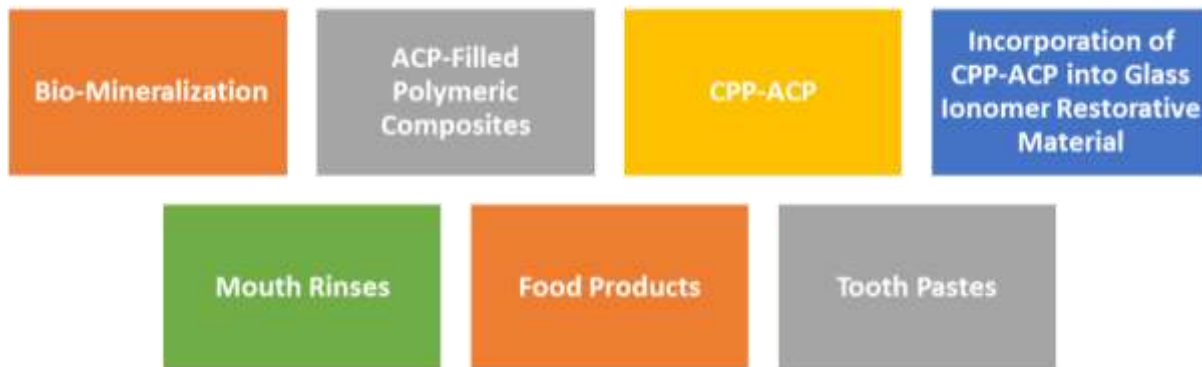 Bio-Mineralization
ACP-Filled
Polymeric
Composites
CPP-ACP
Incorporation of
CPP-ACP into Glass
Ionomer Restorative
Material
Mouth Rinses
Food Products
Tooth Pastes